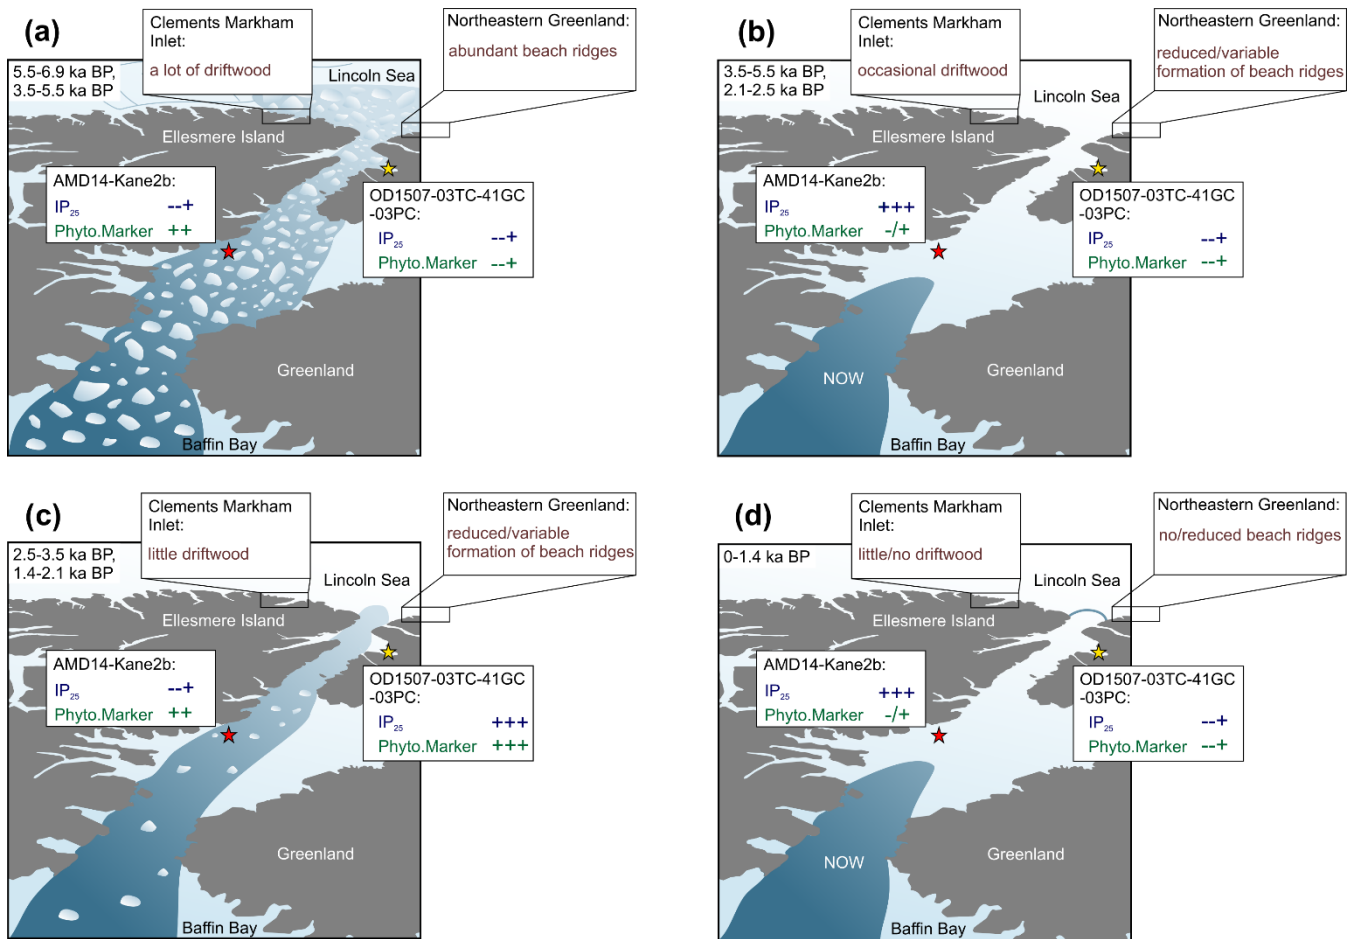 (a)
5.5-6.9 ka BP,
3.5-5.5 ka BP
Clements Markham
Inlet:
a lot of driftwood
Northeastern Greenland:
abundant beach ridges
Lincoln Sea
Ellesmere Island
AMD14-Kane2b:
IP25 --+
Phyto.Marker ++
OD1507-03TC-41GC
-03PC:
IP25 --+
Phyto.Marker --+
Greenland
Baffin Bay
(b)
3.5-5.5 ka BP,
2.1-2.5 ka BP
Clements Markham
Inlet:
occasional driftwood
Northeastern Greenland:
reduced/variable
formation of beach ridges
Lincoln Sea
Ellesmere Island
AMD14-Kane2b:
IP25 +++
Phyto.Marker -/+
OD1507-03TC-41GC
-03PC:
IP25 --+
Phyto.Marker --+
NOW
Greenland
Baffin Bay
(c)
2.5-3.5 ka BP,
1.4-2.1 ka BP
Clements Markham
Inlet:
little driftwood
Northeastern Greenland:
reduced/variable
formation of beach ridges
Lincoln Sea
Ellesmere Island
AMD14-Kane2b:
IP25 --+
Phyto.Marker ++
OD1507-03TC-41GC
-03PC:
IP25 +++
Phyto.Marker +++
Greenland
Baffin Bay
(d)
0-1.4 ka BP
Clements Markham
Inlet:
little/no driftwood
Northeastern Greenland:
no/reduced beach ridges
Lincoln Sea
Ellesmere Island
AMD14-Kane2b:
IP25 +++
Phyto.Marker -/+
OD1507-03TC-41GC
-03PC:
IP25 --+
Phyto.Marker --+
NOW
Greenland
Baffin Bay